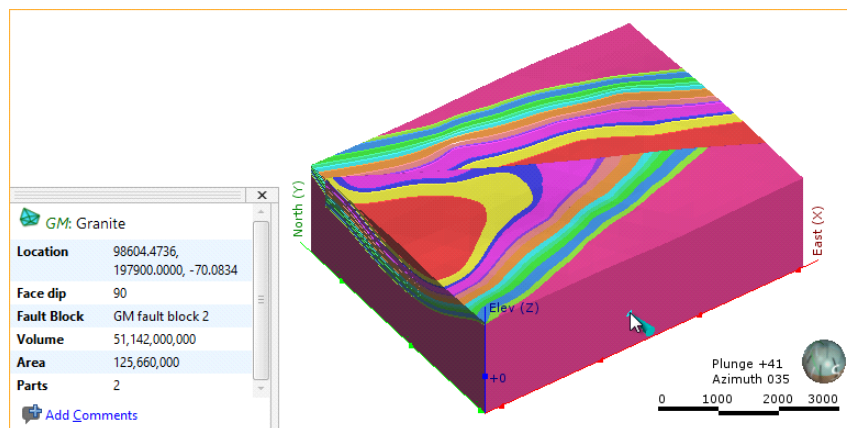 GM: Granite
Location 98604.4736,
197900.0000, -70.0834
Face dip 90
Fault Block GM fault block 2
Volume 51,142,000,000
Area 125,660,000
Parts 2
Add Comments
North (Y)
East (X)
Elev (Z)
+0
Plunge +41
Azimuth 035
0 1000 2000 3000